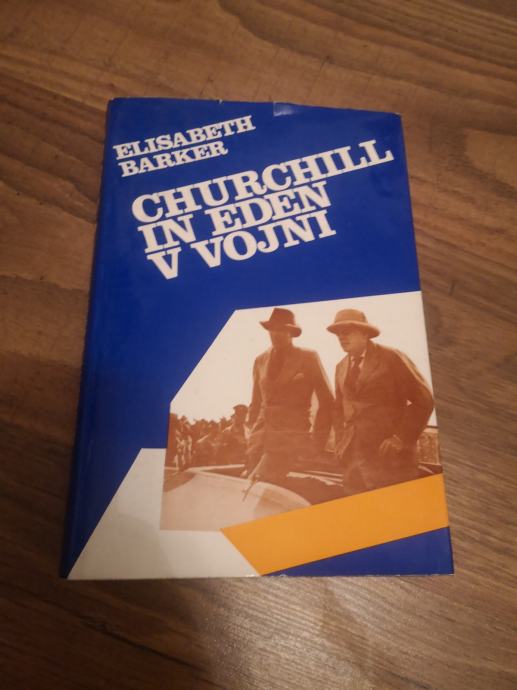 ELISABETH
BARKER
CHURCHILL
IN EDEN
V VOJNI